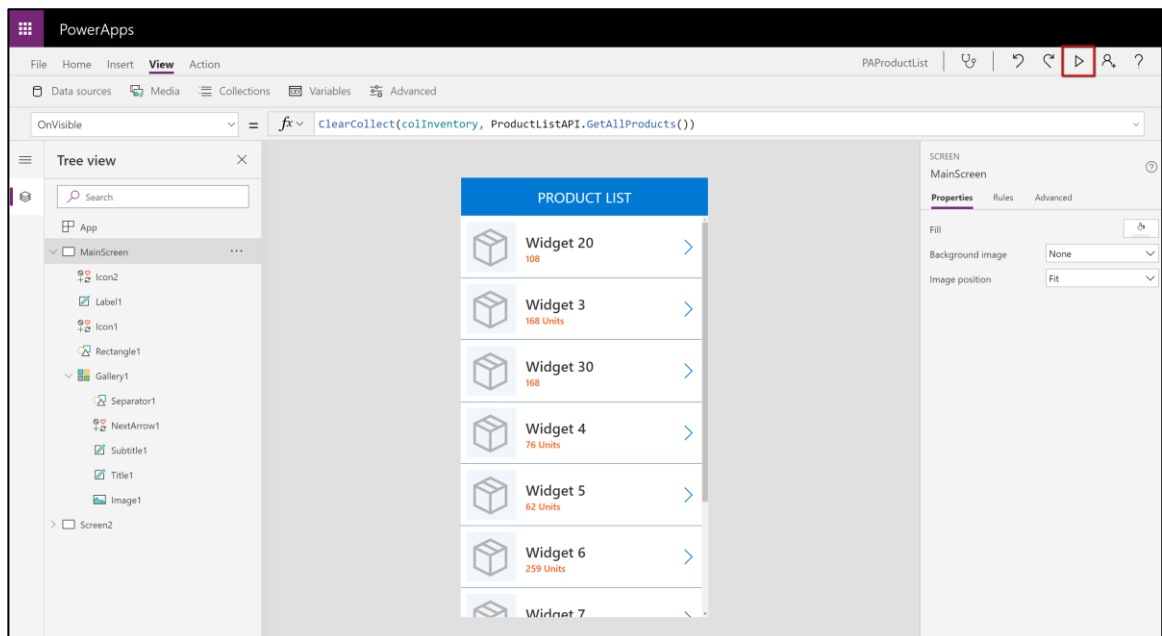 PowerApps
File Home Insert View Action PAProductList ?
Data sources Media Collections Variables Advanced
OnVisible = fx ClearCollect(colInventory, ProductListAPI.GetAllProducts())
Tree view
Search
App
MainScreen ...
Icon2
Label1
Icon1
Rectangle1
Gallery1
Separator1
NextArrow1
Subtitle1
Title1
Image1
Screen2
PRODUCT LIST
Widget 20
108
Widget 3
168 Units
Widget 30
168
Widget 4
76 Units
Widget 5
62 Units
Widget 6
259 Units
Widget 7
SCREEN
MainScreen
Properties Rules Advanced
Fill
Background image None
Image position Fit